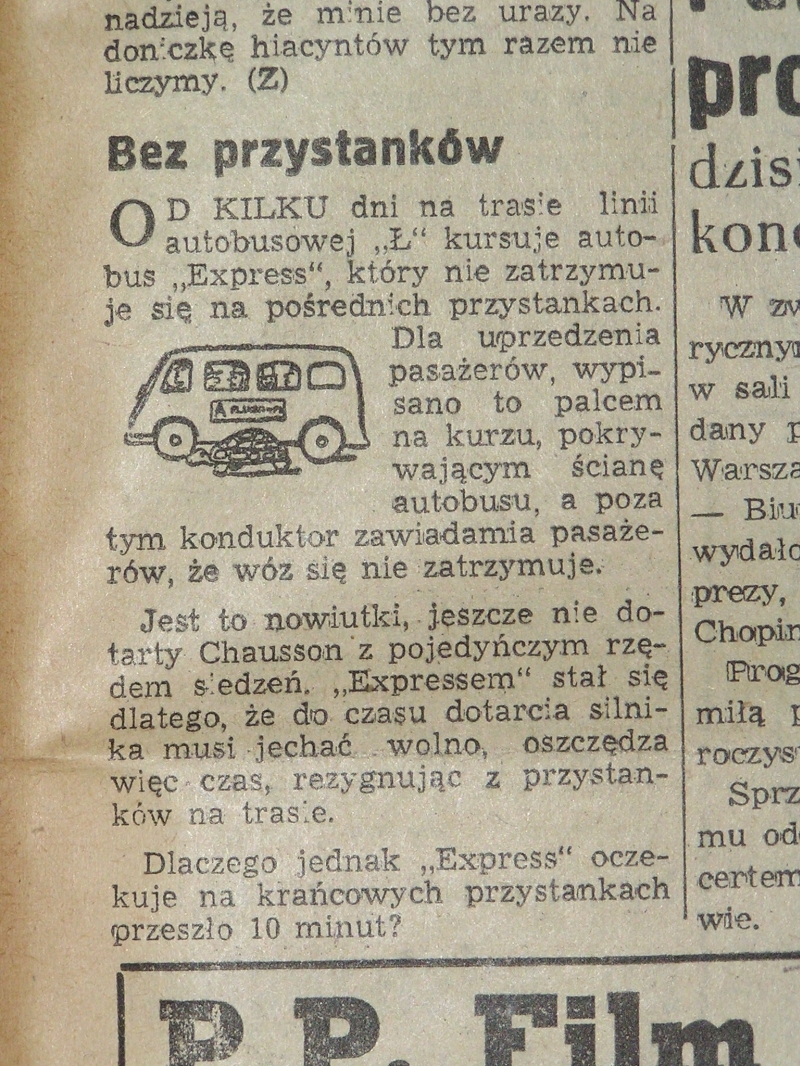 nadzieją, że minie bez urazy. Na
doniczkę hiacyntów tym razem nie
liczymy. (Z)
Bez przystanków
OD KILKU dni na trasie linii
autobusowej „Ł“ kursuje auto-
bus „Express“, który nie zatrzymu-
je się na pośrednich przystankach.
Dla uprzedzenia
pasażerów, wypi-
sano to palcem
na kurzu, pokry-
wającym ścianę
autobusu, a poza
tym konduktor zawiadamia pasaże-
rów, że wóz się nie zatrzymuje.
Jest to nowiutki, jeszcze nie do-
tarty Chausson z pojedyńczym rzę-
dem siedzeń. „Expressem“ stał się
dlatego, że do czasu dotarcia silni-
ka musi jechać wolno, oszczędza
więc czas, rezygnując z przystan-
ków na trasie.
Dlaczego jednak „Express“ ocze-
kuje na krańcowych przystankach
przeszło 10 minut?
pro
dzisi
konc
W zw
rycznym
w sali
dany p
Warsza
— Biu
wydało
prezy,
Chopin
Prog
miłą p
roczys
Sprz
mu od
certem
wie.
P. P. Film